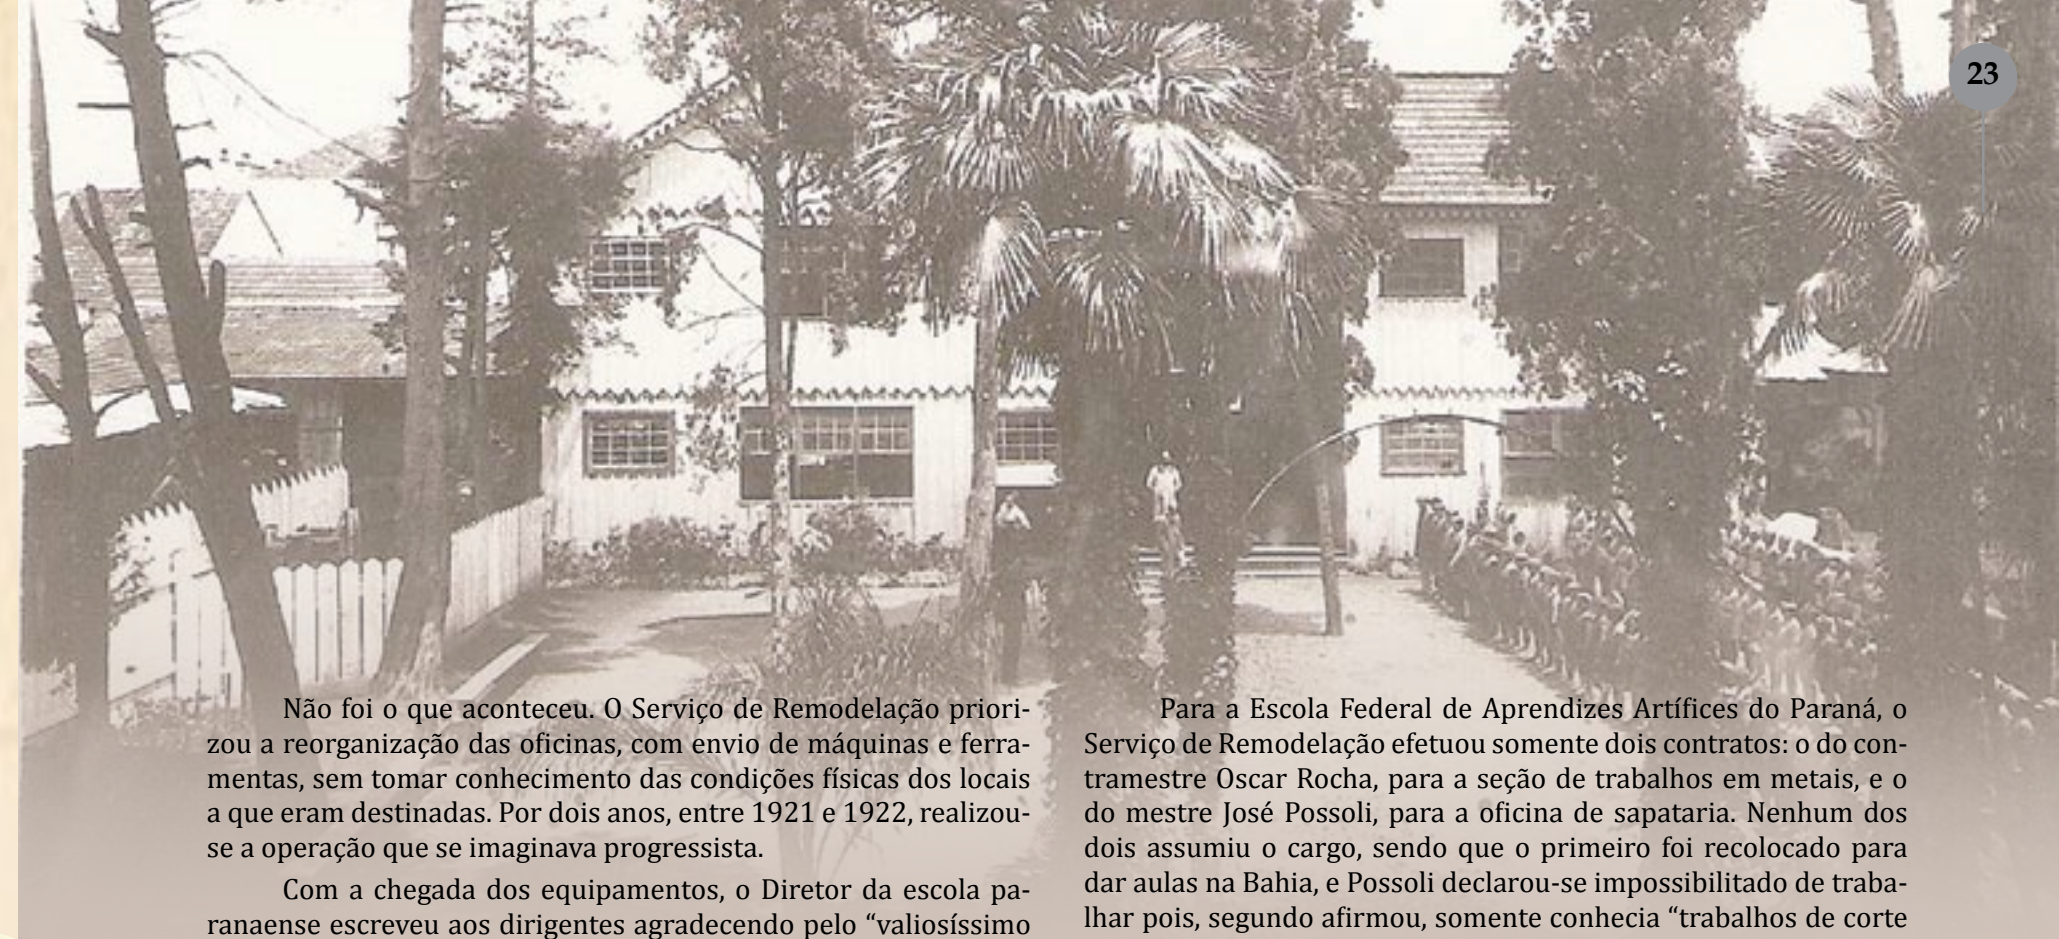 23
Não foi o que aconteceu. O Serviço de Remodelação priori-
zou a reorganização das oficinas, com envio de máquinas e ferra-
mentas, sem tomar conhecimento das condições físicas dos locais
a que eram destinadas. Por dois anos, entre 1921 e 1922, realizou-
se a operação que se imaginava progressista.
Com a chegada dos equipamentos, o Diretor da escola pa-
ranaense escreveu aos dirigentes agradecendo pelo “valiosíssimo
Para a Escola Federal de Aprendizes Artífices do Paraná, o
Serviço de Remodelação efetuou somente dois contratos: o do con-
tramestre Oscar Rocha, para a seção de trabalhos em metais, e o
do mestre José Possoli, para a oficina de sapataria. Nenhum dos
dois assumiu o cargo, sendo que o primeiro foi recolocado para
dar aulas na Bahia, e Possoli declarou-se impossibilitado de traba-
lhar pois, segundo afirmou, somente conhecia “trabalhos de corte